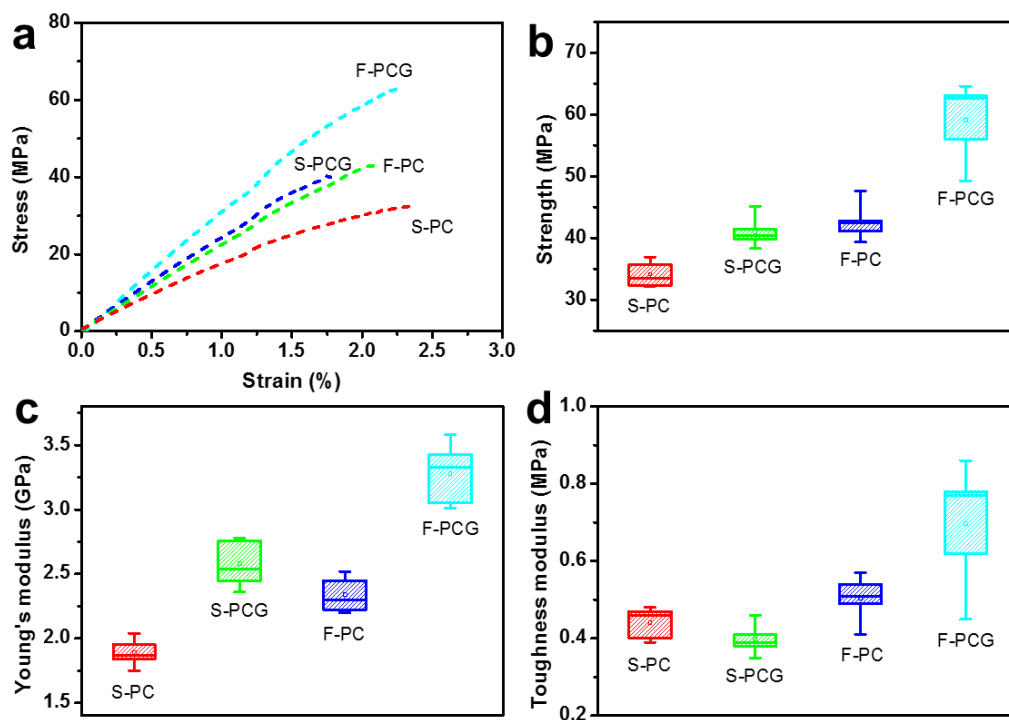 a
Stress (MPa)
80
60
40
20
0
F-PCG
S-PCG
F-PC
S-PC
0.0 0.5 1.0 1.5 2.0 2.5 3.0
Strain (%)
b
Strength (MPa)
70
60
50
40
30
S-PC
S-PCG
F-PC
F-PCG
c
Young's modulus (GPa)
3.5
3.0
2.5
2.0
1.5
S-PC
S-PCG
F-PC
F-PCG
d
Toughness modulus (MPa)
1.0
0.8
0.6
0.4
0.2
S-PC
S-PCG
F-PC
F-PCG